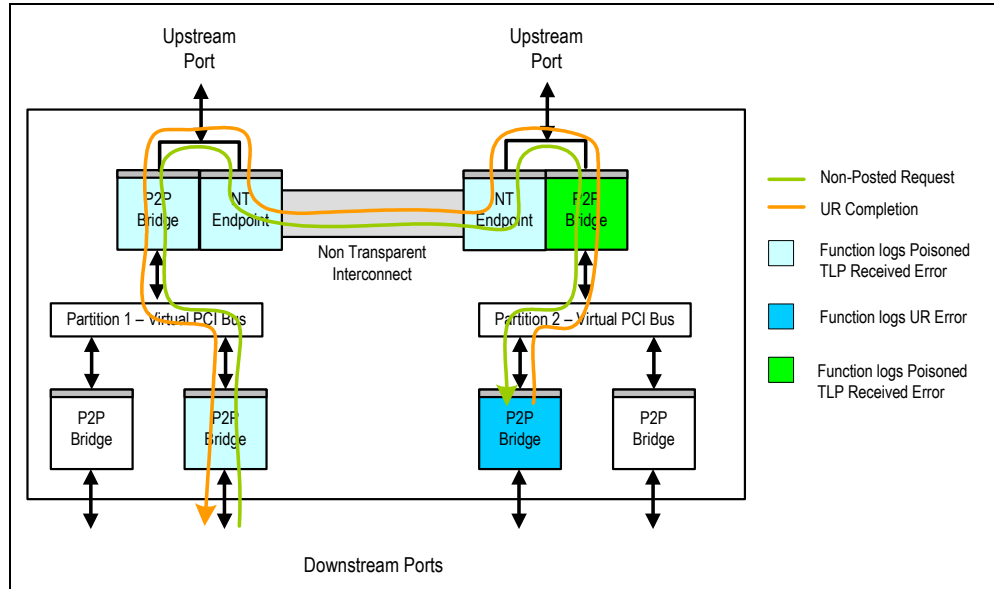 Upstream
Port
Upstream
Port
P2P
Bridge
NT
Endpoint
NT
Endpoint
P2P
Bridge
Non Transparent
Interconnect
Non-Posted Request
UR Completion
Function logs Poisoned
TLP Received Error
Function logs UR Error
Function logs Poisoned
TLP Received Error
Partition 1 – Virtual PCI Bus
Partition 2 – Virtual PCI Bus
P2P
Bridge
P2P
Bridge
P2P
Bridge
P2P
Bridge
Downstream Ports